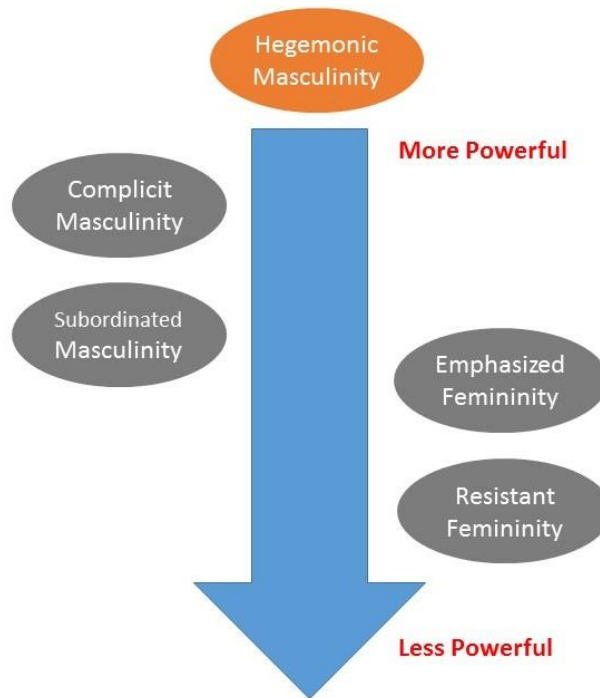 Hegemonic
Masculinity
More Powerful
Complicit
Masculinity
Subordinated
Masculinity
Emphasized
Femininity
Resistant
Femininity
Less Powerful